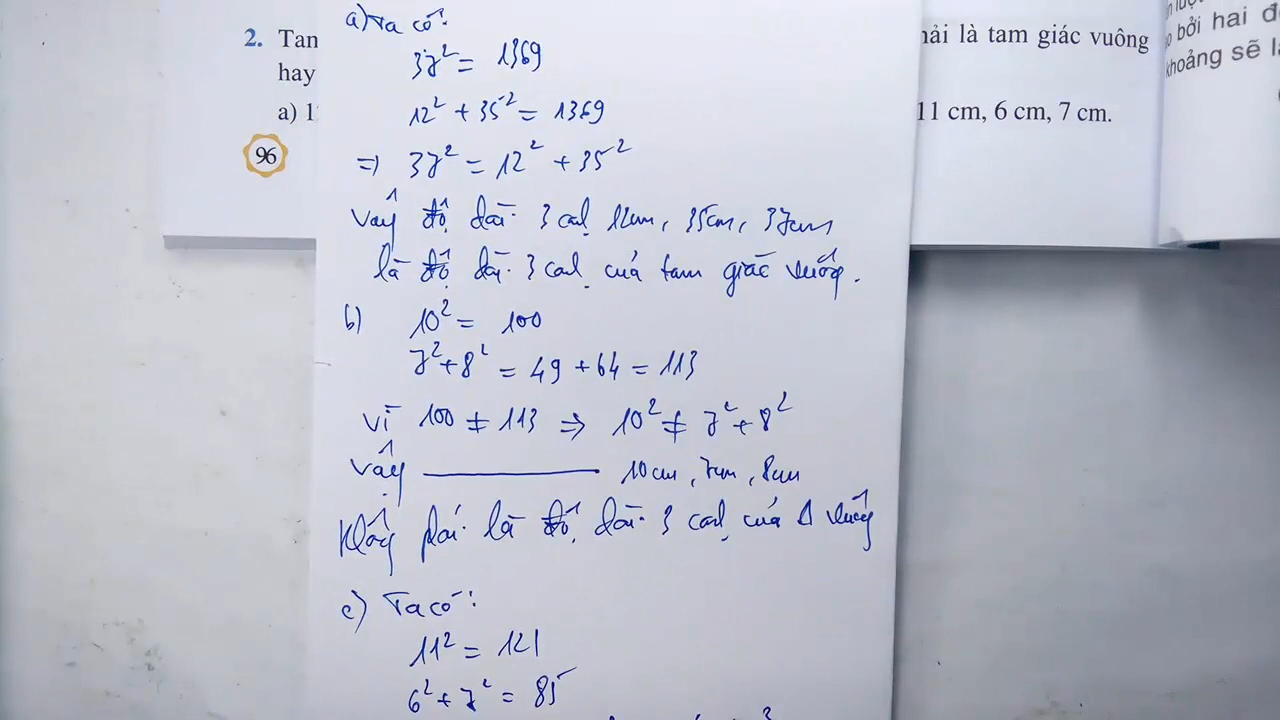 2. Tan
hay
a) 1
96
ải là tam giác vuông
11 cm, 6 cm, 7 cm.
bởi hai đ
khoảng sẽ l
a) Ta có:
37² = 1369
12² + 35² = 1369
=> 37² = 12² + 35²
Vậy độ dài 3 cạnh 12cm, 35cm, 37cm
là độ dài 3 cạnh của tam giác vuông.
b) 10² = 100
7² + 8² = 49 + 64 = 113
Vì 100 ≠ 113 => 10² ≠ 7² + 8²
Vậy ——— 10cm, 7cm, 8cm
Không phải là độ dài 3 cạnh của Δ vuông
c) Ta có:
11² = 121
6² + 7² = 85